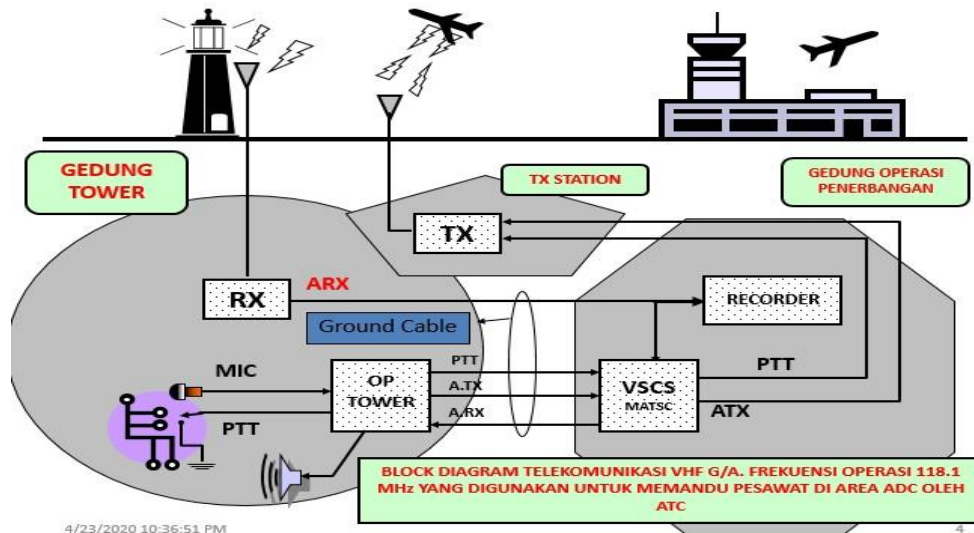 GEDUNG
TOWER
TX STATION
GEDUNG OPERASI
PENERBANGAN
TX
RX
ARX
RECORDER
Ground Cable
MIC
OP
TOWER
PTT
A.TX
A.RX
VSCS
MATSC
PTT
ATX
PTT
BLOCK DIAGRAM TELEKOMUNIKASI VHF G/A. FREKUENSI OPERASI 118.1
MHz YANG DIGUNAKAN UNTUK MEMANDU PESAWAT DI AREA ADC OLEH
ATC
4/23/2020 10:36:51 PM
4